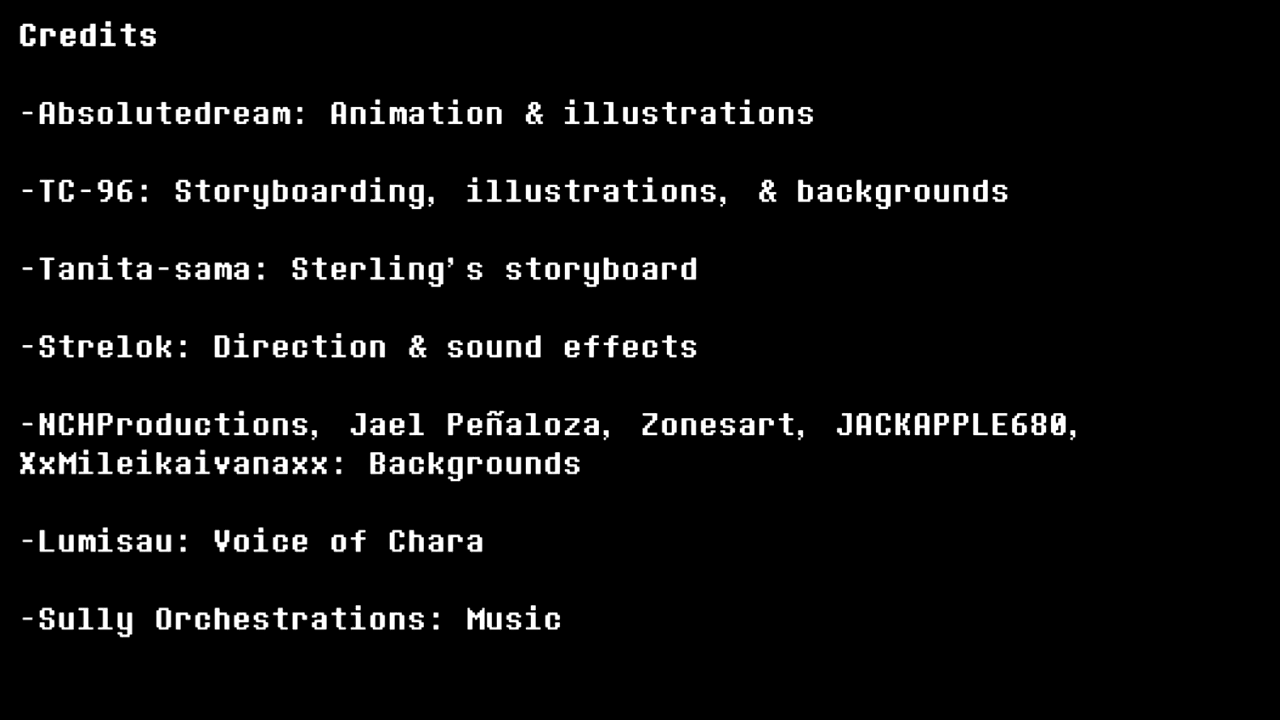 Credits
-Absolutedream: Animation & illustrations
-TC-96: Storyboarding, illustrations, & backgrounds
-Tanita-sama: Sterling's storyboard
-Strelok: Direction & sound effects
-NCHProductions, Jael Peñaloza, Zonesart, JACKAPPLE680,
XxMileikaivanaxx: Backgrounds
-Lumisau: Voice of Chara
-Sully Orchestrations: Music